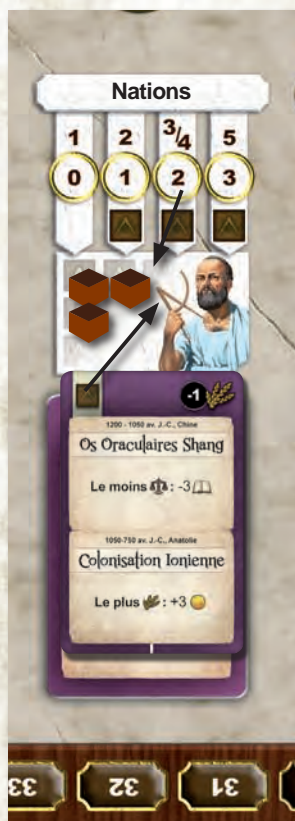 Nations
1 2 3/4 5
0 1 2 3
-1
1200 - 1050 av. J.-C., Chine
Os Oraculaires Shang
Le moins : -3
1050-750 av. J.-C., Anatolie
Colonisation Ionienne
Le plus : +3
33 32 31